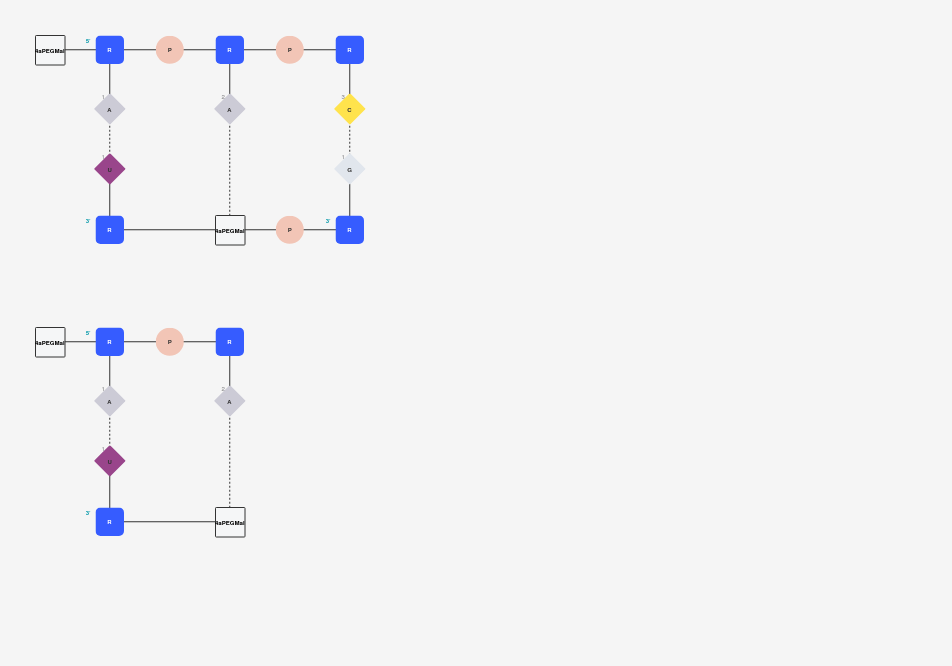 5'
4aPEGMal R P R P R
1 2 3
A A C
1 1
U G
3' 3'
R 4aPEGMal P R
5'
4aPEGMal R P R
1 2
A A
1
U
3'
R 4aPEGMal